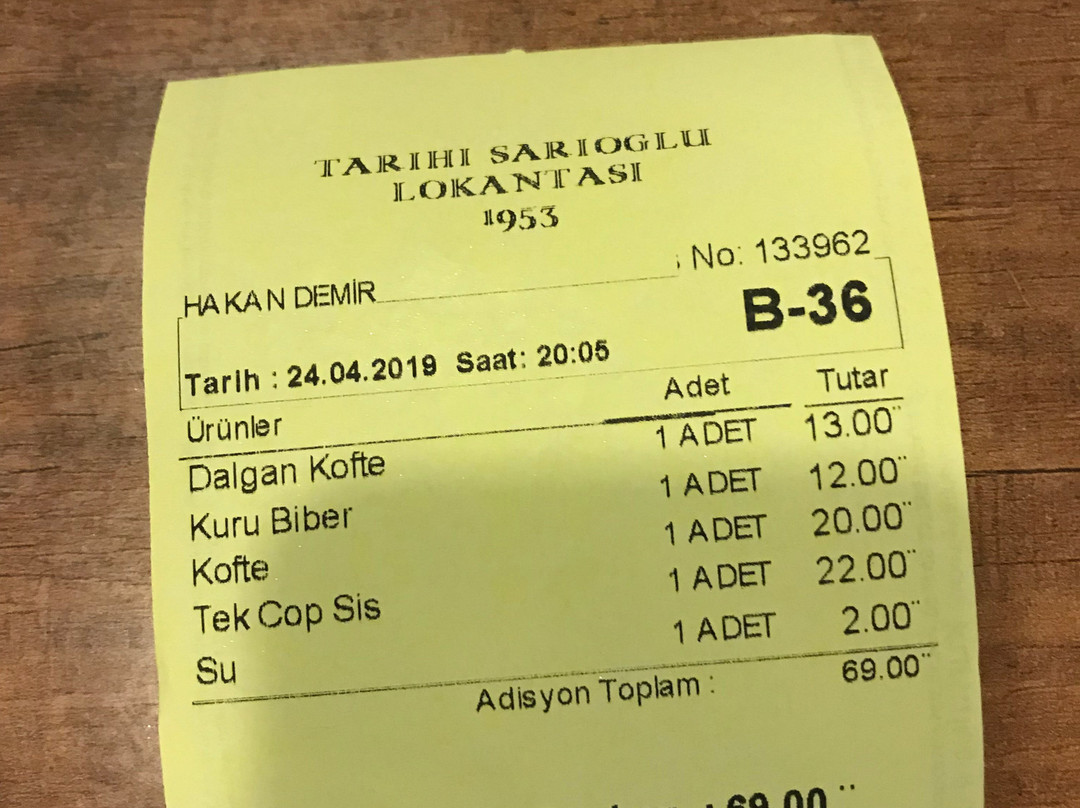 TARIHI SARIOGLU
LOKANTASI
1953
No: 133962
HAKAN DEMİR
B-36
Tarih : 24.04.2019 Saat: 20:05
Ürünler Adet Tutar
Dalgan Kofte 1 ADET 13.00¨
Kuru Biber 1 ADET 12.00¨
Kofte 1 ADET 20.00¨
Tek Cop Sis 1 ADET 22.00¨
Su 1 ADET 2.00¨
Adisyon Toplam : 69.00¨
: 69.00 ¨